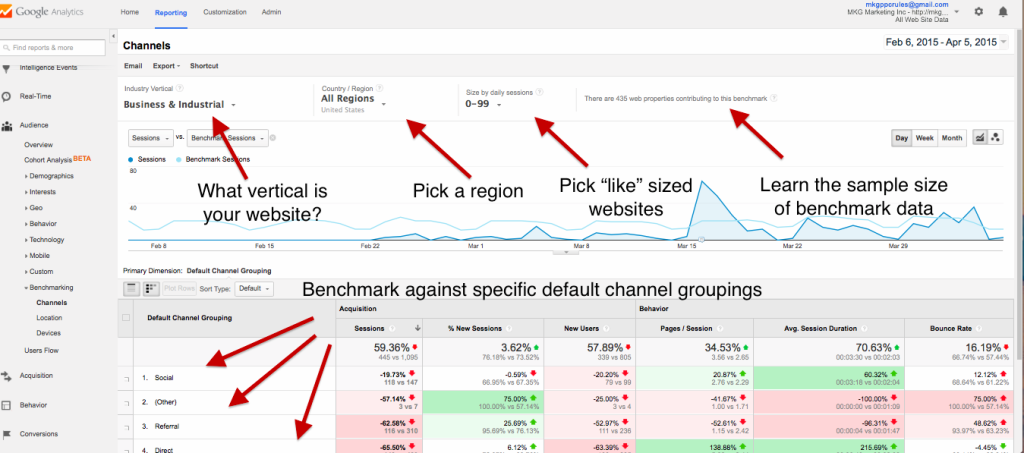 Google Analytics
Home Reporting Customization Admin
mkgppcrules@gmail.com
MKG Marketing Inc - http://mkg...
All Web Site Data
Find reports & more
Intelligence Events
Real-Time
Audience
Overview
Cohort Analysis BETA
Demographics
Interests
Geo
Behavior
Technology
Mobile
Custom
Benchmarking
Channels
Location
Devices
Users Flow
Acquisition
Behavior
Conversions
Channels
Feb 6, 2015 - Apr 5, 2015
Email Export Shortcut
Industry Vertical
Business & Industrial
Country / Region
All Regions
United States
Size by daily sessions
0-99
There are 435 web properties contributing to this benchmark
Sessions vs. Benchmark Sessions
Day Week Month
Sessions Benchmark Sessions
80
40
What vertical is
your website?
Pick a region
Pick “like” sized
websites
Learn the sample size
of benchmark data
Feb 8 Feb 15 Feb 22 Mar 1 Mar 8 Mar 15 Mar 22 Mar 29
Primary Dimension: Default Channel Grouping
Plot Rows Sort Type: Default
Benchmark against specific default channel groupings
Default Channel Grouping
Acquisition Behavior
Sessions % New Sessions New Users Pages / Session Avg. Session Duration Bounce Rate
59.36% 3.62% 57.89% 34.53% 70.63% 16.19%
445 vs 1,095 76.18% vs 73.52% 339 vs 805 3.56 vs 2.65 00:03:30 vs 00:02:03 66.74% vs 57.44%
1. Social -19.73% -0.59% -20.20% 20.87% 60.32% 12.12%
118 vs 147 66.95% vs 67.35% 79 vs 99 2.76 vs 2.29 00:03:18 vs 00:02:04 68.64% vs 61.22%
2. (Other) -57.14% 75.00% -25.00% -41.67% -100.00% 75.00%
3 vs 7 100.00% vs 57.14% 3 vs 4 1.00 vs 1.71 00:00:00 vs 00:01:09 100.00% vs 57.14%
3. Referral -62.58% 25.69% -52.97% -52.61% -96.31% 48.62%
116 vs 310 95.69% vs 76.13% 111 vs 236 1.15 vs 2.42 00:00:04 vs 00:01:47 93.97% vs 63.23%
4. Direct -65.50% 6.12% -63.39% 138.68% 215.69% -4.45%